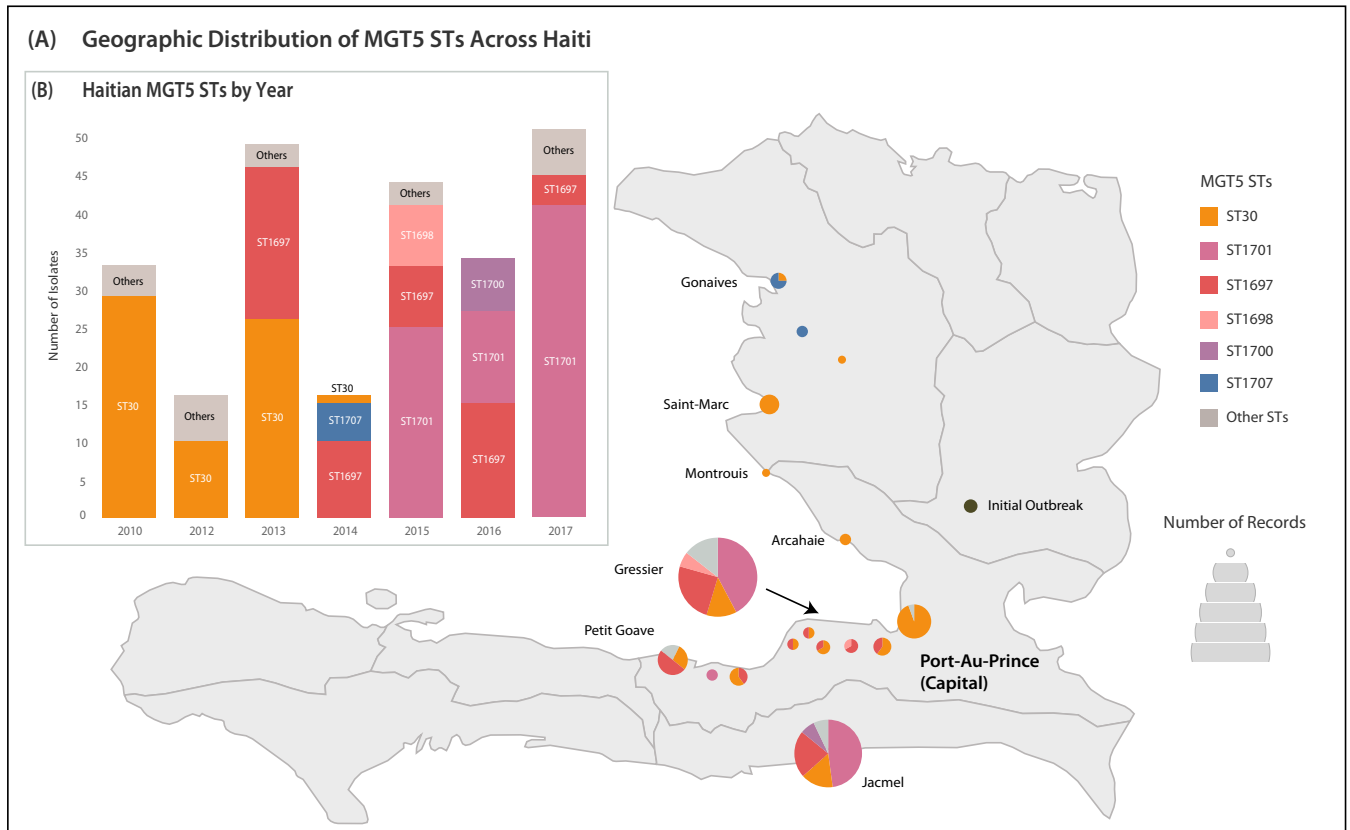 (A) Geographic Distribution of MGT5 STs Across Haiti
(B) Haitian MGT5 STs by Year
Number of Isolates
50
45
40
35
30
25
20
15
10
5
0
Others
ST30
2010
Others
ST30
2012
Others
ST1697
ST30
2013
ST30
ST1707
ST1697
2014
Others
ST1698
ST1697
ST1701
2015
ST1700
ST1701
ST1697
2016
Others
ST1697
ST1701
2017
Gonaives
Saint-Marc
Montrouis
Arcahaie
Initial Outbreak
Gressier
Petit Goave
Port-Au-Prince
(Capital)
Jacmel
MGT5 STs
ST30
ST1701
ST1697
ST1698
ST1700
ST1707
Other STs
Number of Records